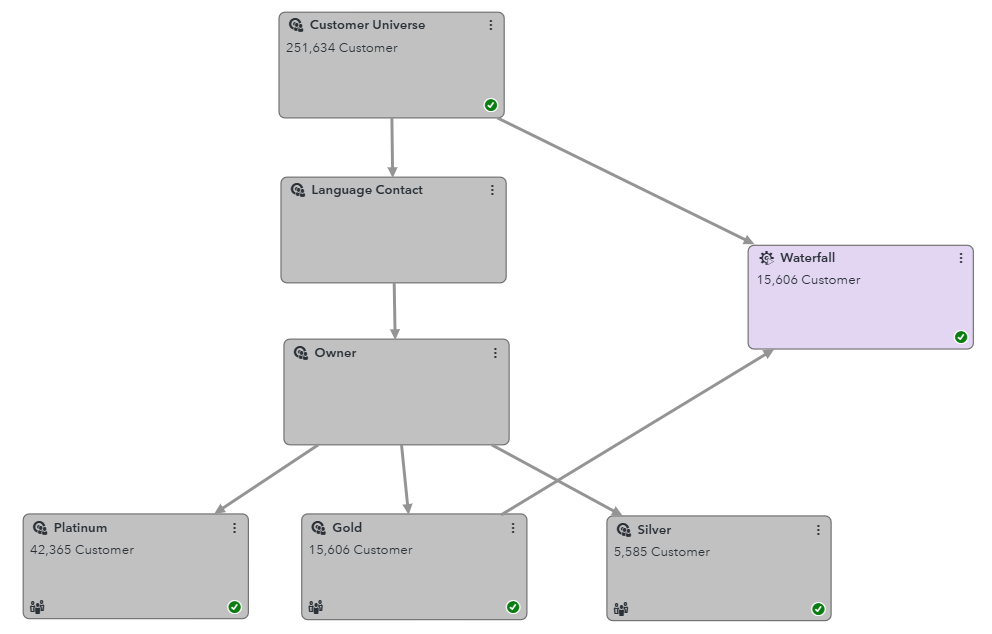 Customer Universe
251,634 Customer
Language Contact
Waterfall
15,606 Customer
Owner
Platinum
42,365 Customer
Gold
15,606 Customer
Silver
5,585 Customer